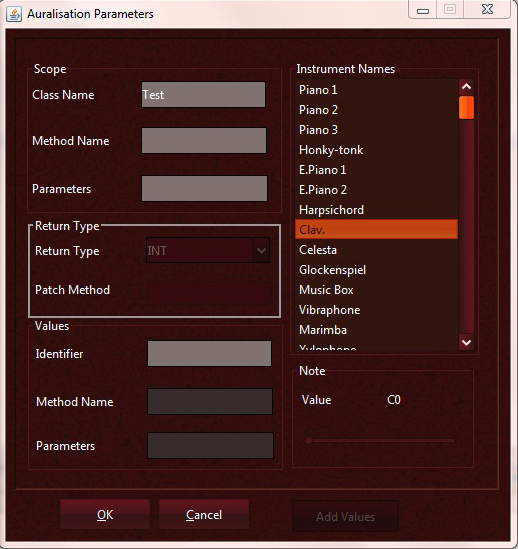 Auralisation Parameters
Scope
Class Name
Test
Method Name
Parameters
Return Type
Return Type
INT
Patch Method
Values
Identifier
Method Name
Parameters
Instrument Names
Piano 1
Piano 2
Piano 3
Honky-tonk
E.Piano 1
E.Piano 2
Harpsichord
Clav.
Celesta
Glockenspiel
Music Box
Vibraphone
Marimba
Xylophone
Note
Value C0
OK
Cancel
Add Values